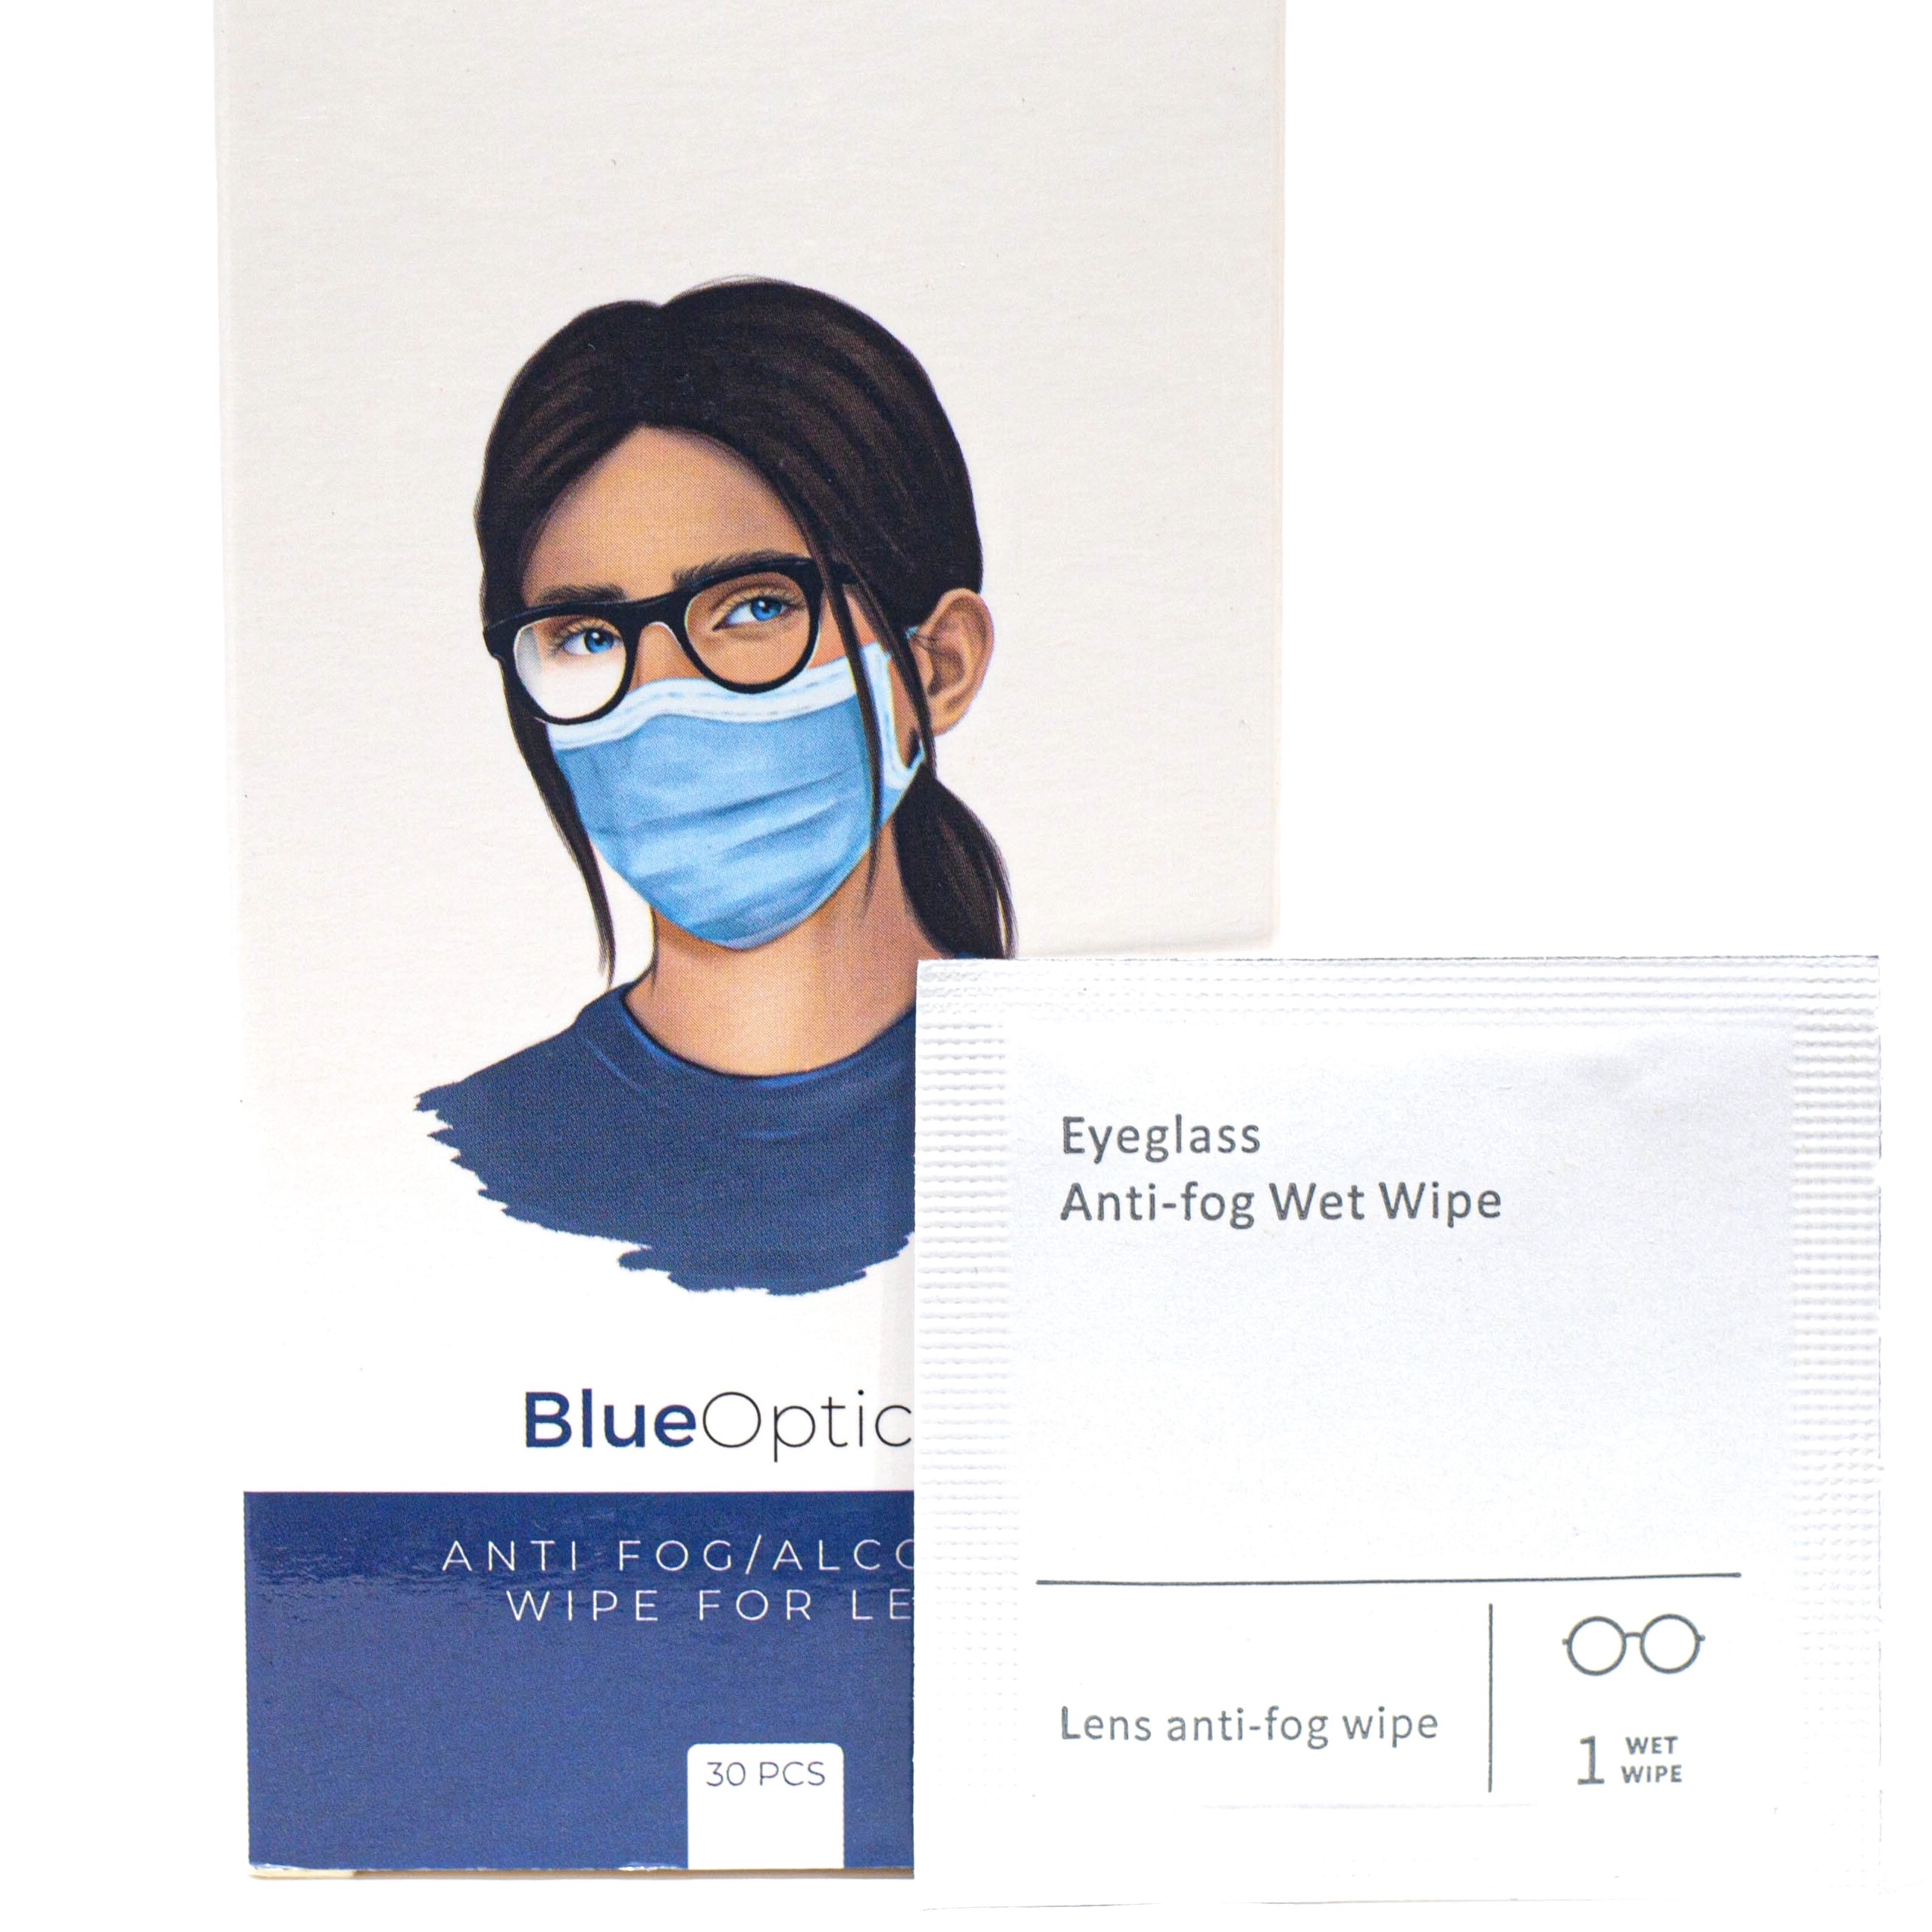 BlueOptic
ANTI FOG/ALCO
WIPE FOR LE
30 PCS
Eyeglass
Anti-fog Wet Wipe
Lens anti-fog wipe
1 WET
WIPE